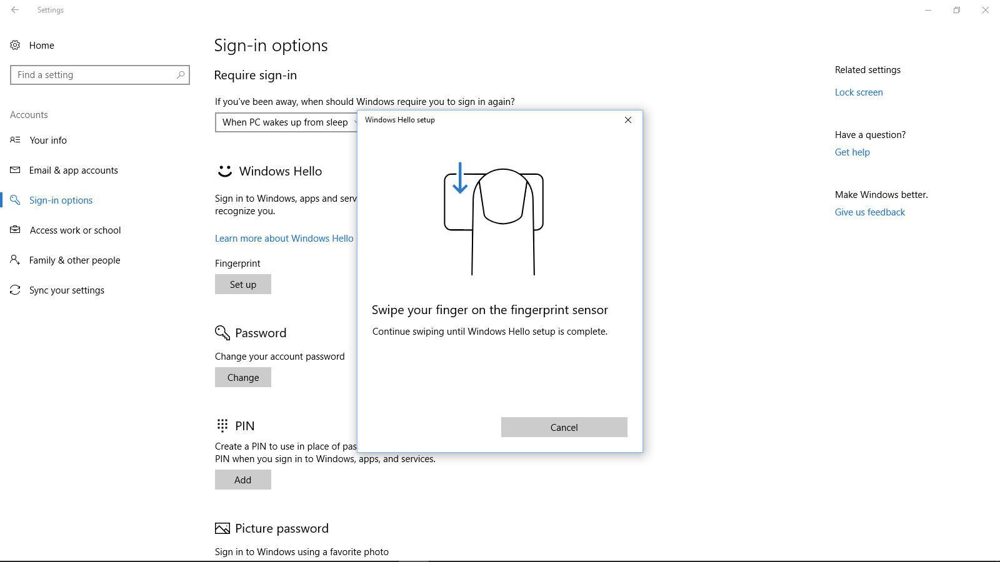 Settings
Home
Find a setting
Accounts
Your info
Email & app accounts
Sign-in options
Access work or school
Family & other people
Sync your settings
Sign-in options
Require sign-in
If you've been away, when should Windows require you to sign in again?
When PC wakes up from sleep
Windows Hello
Sign in to Windows, apps and serv
recognize you.
Learn more about Windows Hello
Fingerprint
Set up
Password
Change your account password
Change
PIN
Create a PIN to use in place of pas
PIN when you sign in to Windows, apps, and services.
Add
Picture password
Sign in to Windows using a favorite photo
Windows Hello setup
Swipe your finger on the fingerprint sensor
Continue swiping until Windows Hello setup is complete.
Cancel
Related settings
Lock screen
Have a question?
Get help
Make Windows better.
Give us feedback